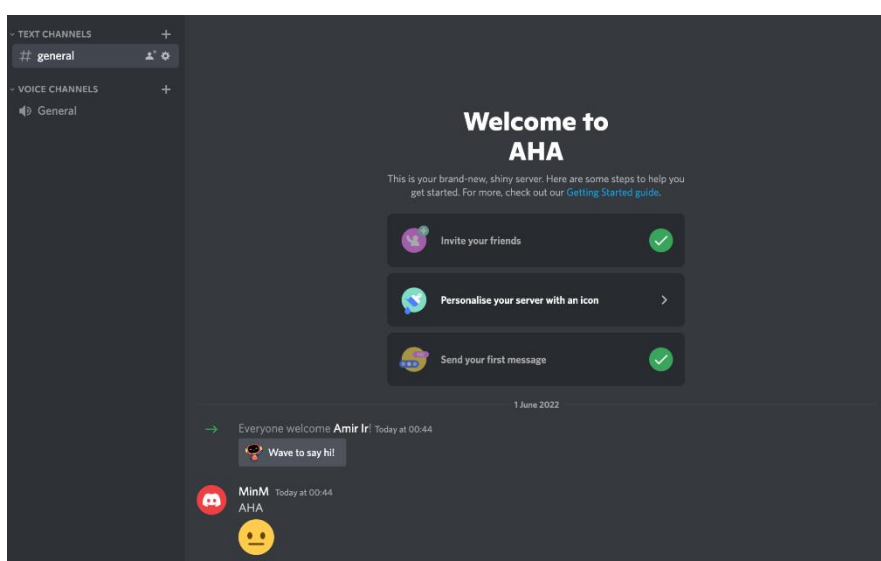 TEXT CHANNELS
general
VOICE CHANNELS
General
Welcome to
AHA
This is your brand-new, shiny server. Here are some steps to help you
get started. For more, check out our Getting Started guide.
Invite your friends
Personalise your server with an icon
Send your first message
1 June 2022
Everyone welcome Amir Ir! Today at 00:44
Wave to say hi!
MinM Today at 00:44
AHA